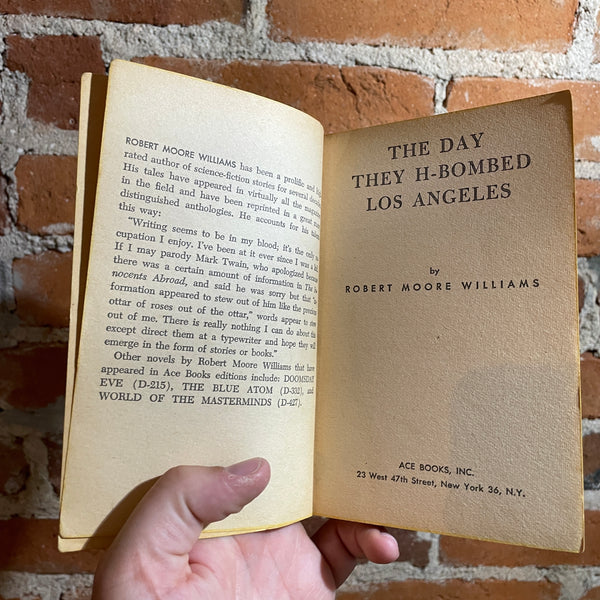 ROBERT MOORE WILLIAMS has been a prolific and
rated author of science-fiction stories for several
His tales have appeared in virtually all the
in the field and have been reprinted in a great
distinguished anthologies. He accounts for his
this way:
"Writing seems to be in my blood; it's the only
cupation I enjoy. I've been at it ever since I was a
If I may parody Mark Twain, who apologized
there was a certain amount of information in The
nocents Abroad, and said he was sorry but that
formation appeared to stew out of him like the precious
ottar of roses out of the ottar," words appear to
out of me. There is really nothing I can do about this
except direct them at a typewriter and hope they will
emerge in the form of stories or books."
Other novels by Robert Moore Williams that have
appeared in Ace Books editions include: DOOMSDAY
EVE (D-215), THE BLUE ATOM (D-332), and
WORLD OF THE MASTERMINDS (D-427).
THE DAY
THEY H-BOMBED
LOS ANGELES
by
ROBERT MOORE WILLIAMS
ACE BOOKS, INC.
23 West 47th Street, New York 36, N.Y.